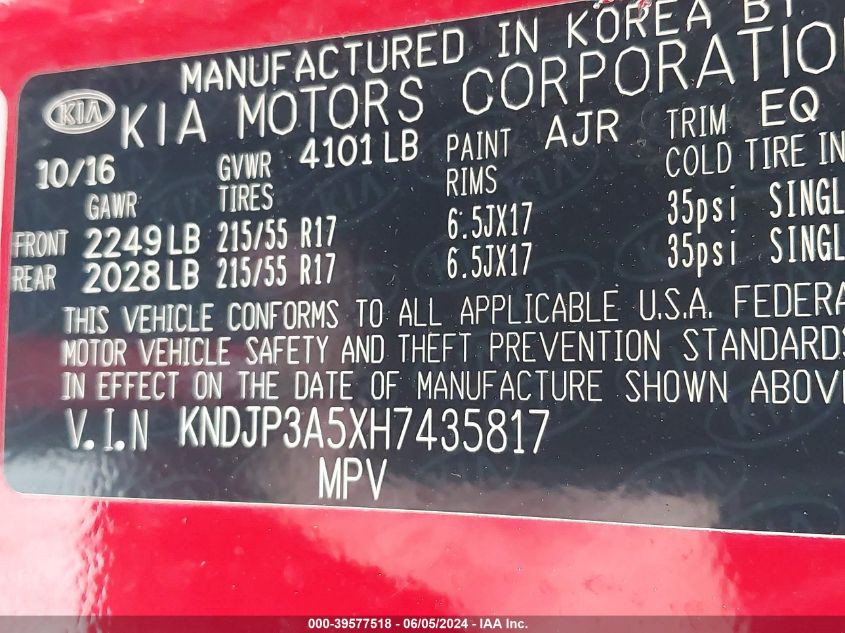 MANUFACTURED IN KOREA BY
KIA KIA MOTORS CORPORATIO
10/16 GVWR 4101 LB PAINT AJR TRIM EQ
GAWR TIRES RIMS COLD TIRE IN
FRONT 2249 LB 215/55 R17 6.5JX17 35psi SINGL
REAR 2028 LB 215/55 R17 6.5JX17 35psi SINGL
THIS VEHICLE CONFORMS TO ALL APPLICABLE U.S.A. FEDERA
MOTOR VEHICLE SAFETY AND THEFT PREVENTION STANDARDS
IN EFFECT ON THE DATE OF MANUFACTURE SHOWN ABOVE
V.I.N KNDJP3A5XH7435817
MPV
000-39577518 - 06/05/2024 - IAA Inc.